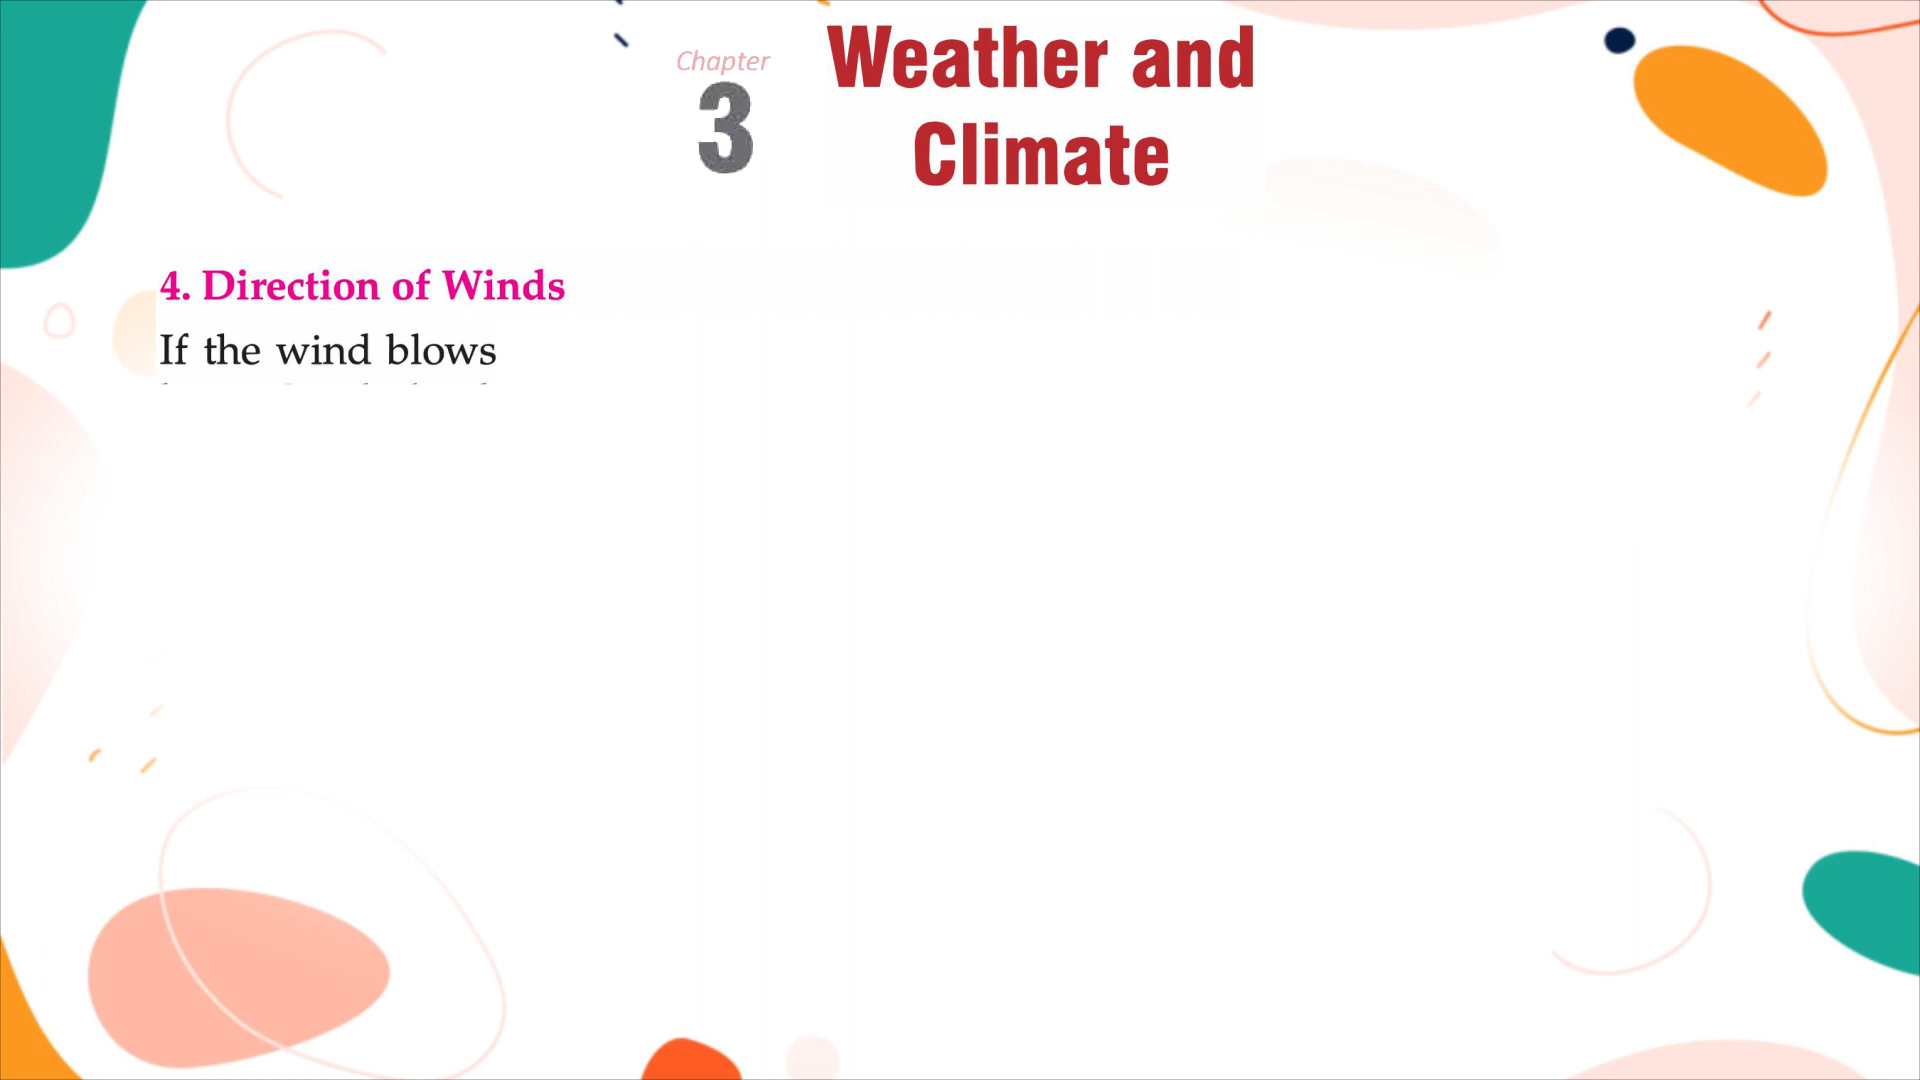 Chapter
3
Weather and
Climate
4. Direction of Winds
If the wind blows